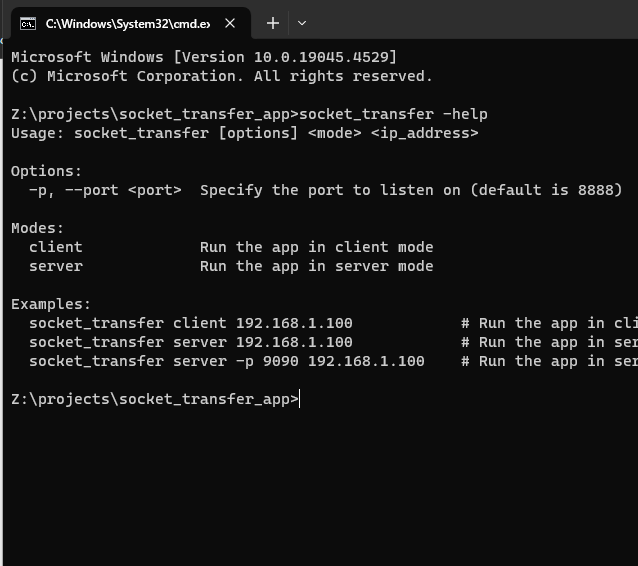 C:\Windows\System32\cmd.ex
Microsoft Windows [Version 10.0.19045.4529]
(c) Microsoft Corporation. All rights reserved.
Z:\projects\socket_transfer_app>socket_transfer -help
Usage: socket_transfer [options] <mode> <ip_address>
Options:
  -p, --port <port>  Specify the port to listen on (default is 8888)
Modes:
  client             Run the app in client mode
  server             Run the app in server mode
Examples:
  socket_transfer client 192.168.1.100            # Run the app in cli
  socket_transfer server 192.168.1.100            # Run the app in ser
  socket_transfer server -p 9090 192.168.1.100    # Run the app in ser
Z:\projects\socket_transfer_app>